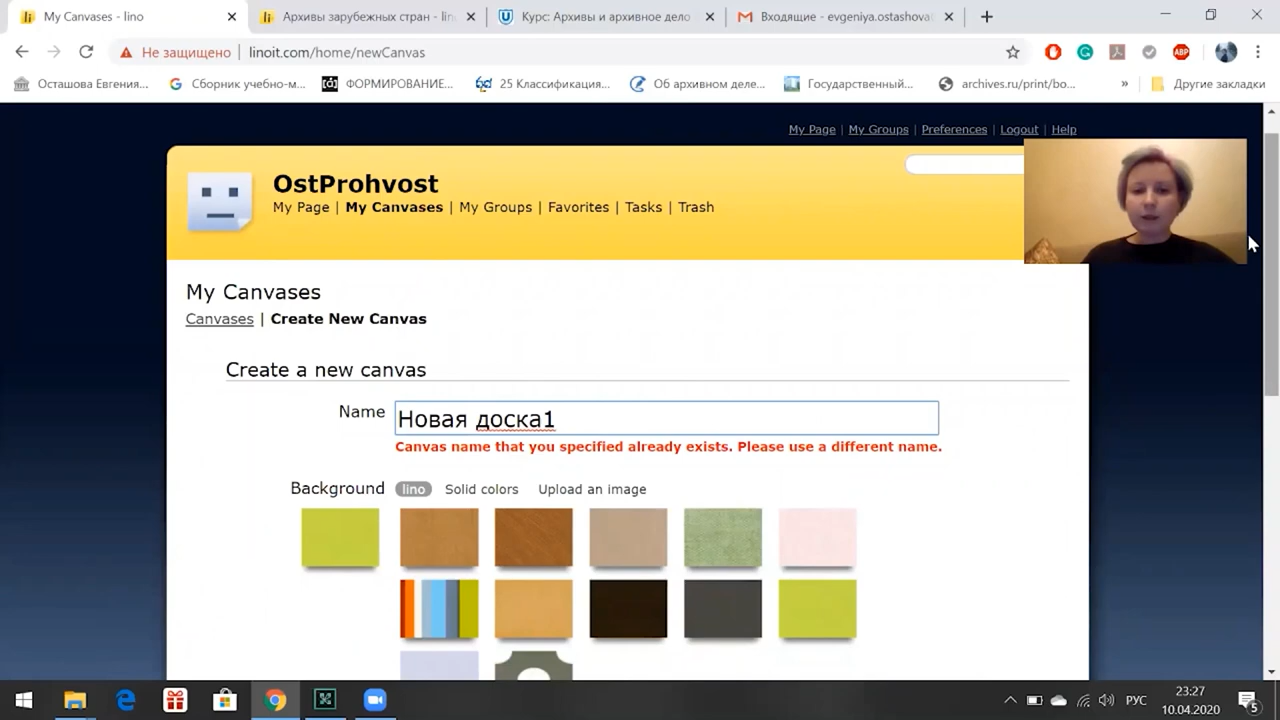 My Canvases - lino
Архивы зарубежных стран - lin
Курс: Архивы и архивное дело
Входящие - evgeniya.ostashova
Не защищено | linoit.com/home/newCanvas
Осташова Евгения...
Сборник учебно-м...
ФОРМИРОВАНИЕ...
25 Классификация...
Об архивном деле...
Государственный...
archives.ru/print/bo...
»
Другие закладки
My Page | My Groups | Preferences | Logout | Help
OstProhvost
My Page | My Canvases | My Groups | Favorites | Tasks | Trash
My Canvases
Canvases | Create New Canvas
Create a new canvas
Name
Новая доска1
Canvas name that you specified already exists. Please use a different name.
Background lino Solid colors Upload an image
РУС
23:27
10.04.2020
5